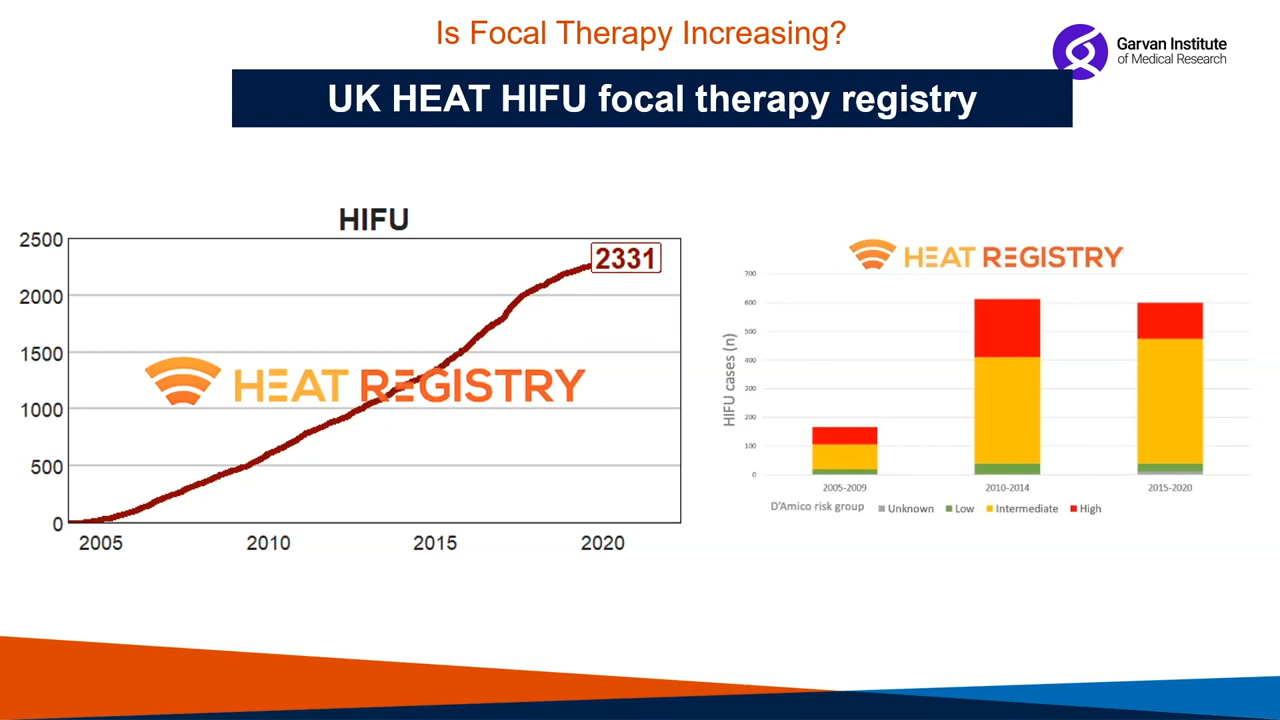 Is Focal Therapy Increasing?
Garvan Institute
of Medical Research
UK HEAT HIFU focal therapy registry
HIFU
2500
2000
1500
1000
500
0
2331
HEAT REGISTRY
2005
2010
2015
2020
HEAT REGISTRY
HIFU cases (n)
700
600
500
400
300
200
100
0
2005-2009
2010-2014
2015-2020
D'Amico risk group
Unknown
Low
Intermediate
High